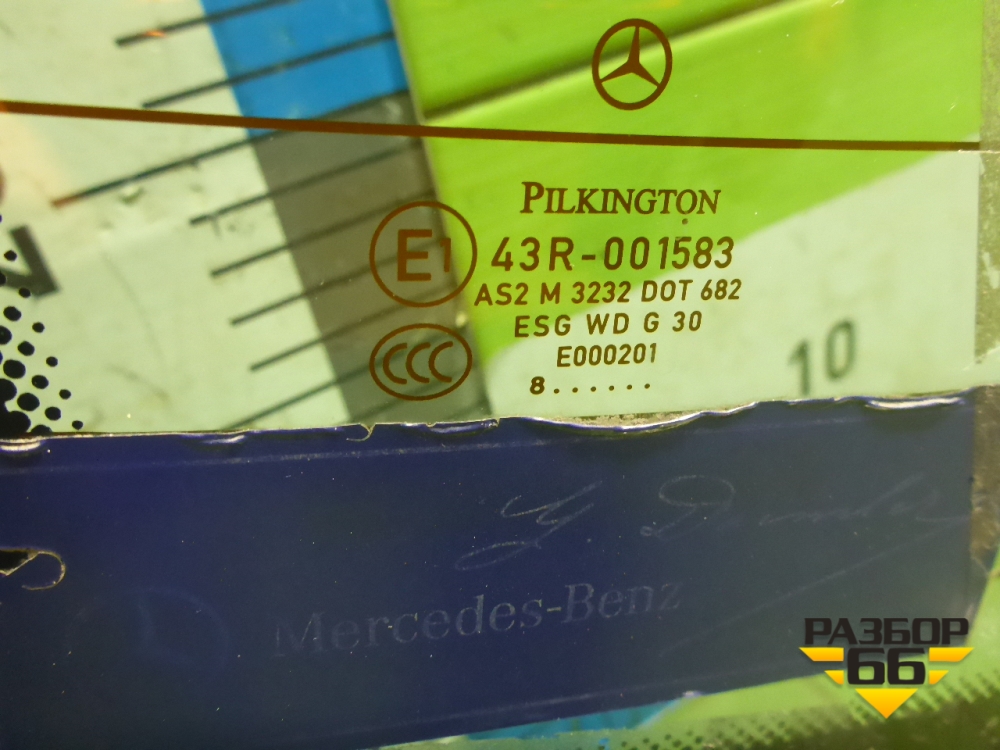 PILKINGTON
E1
43R-001583
AS2 M 3232 DOT 682
ESG WD G 30
E000201
CCC
8......
10
Mercedes-Benz
РАЗБОР
66